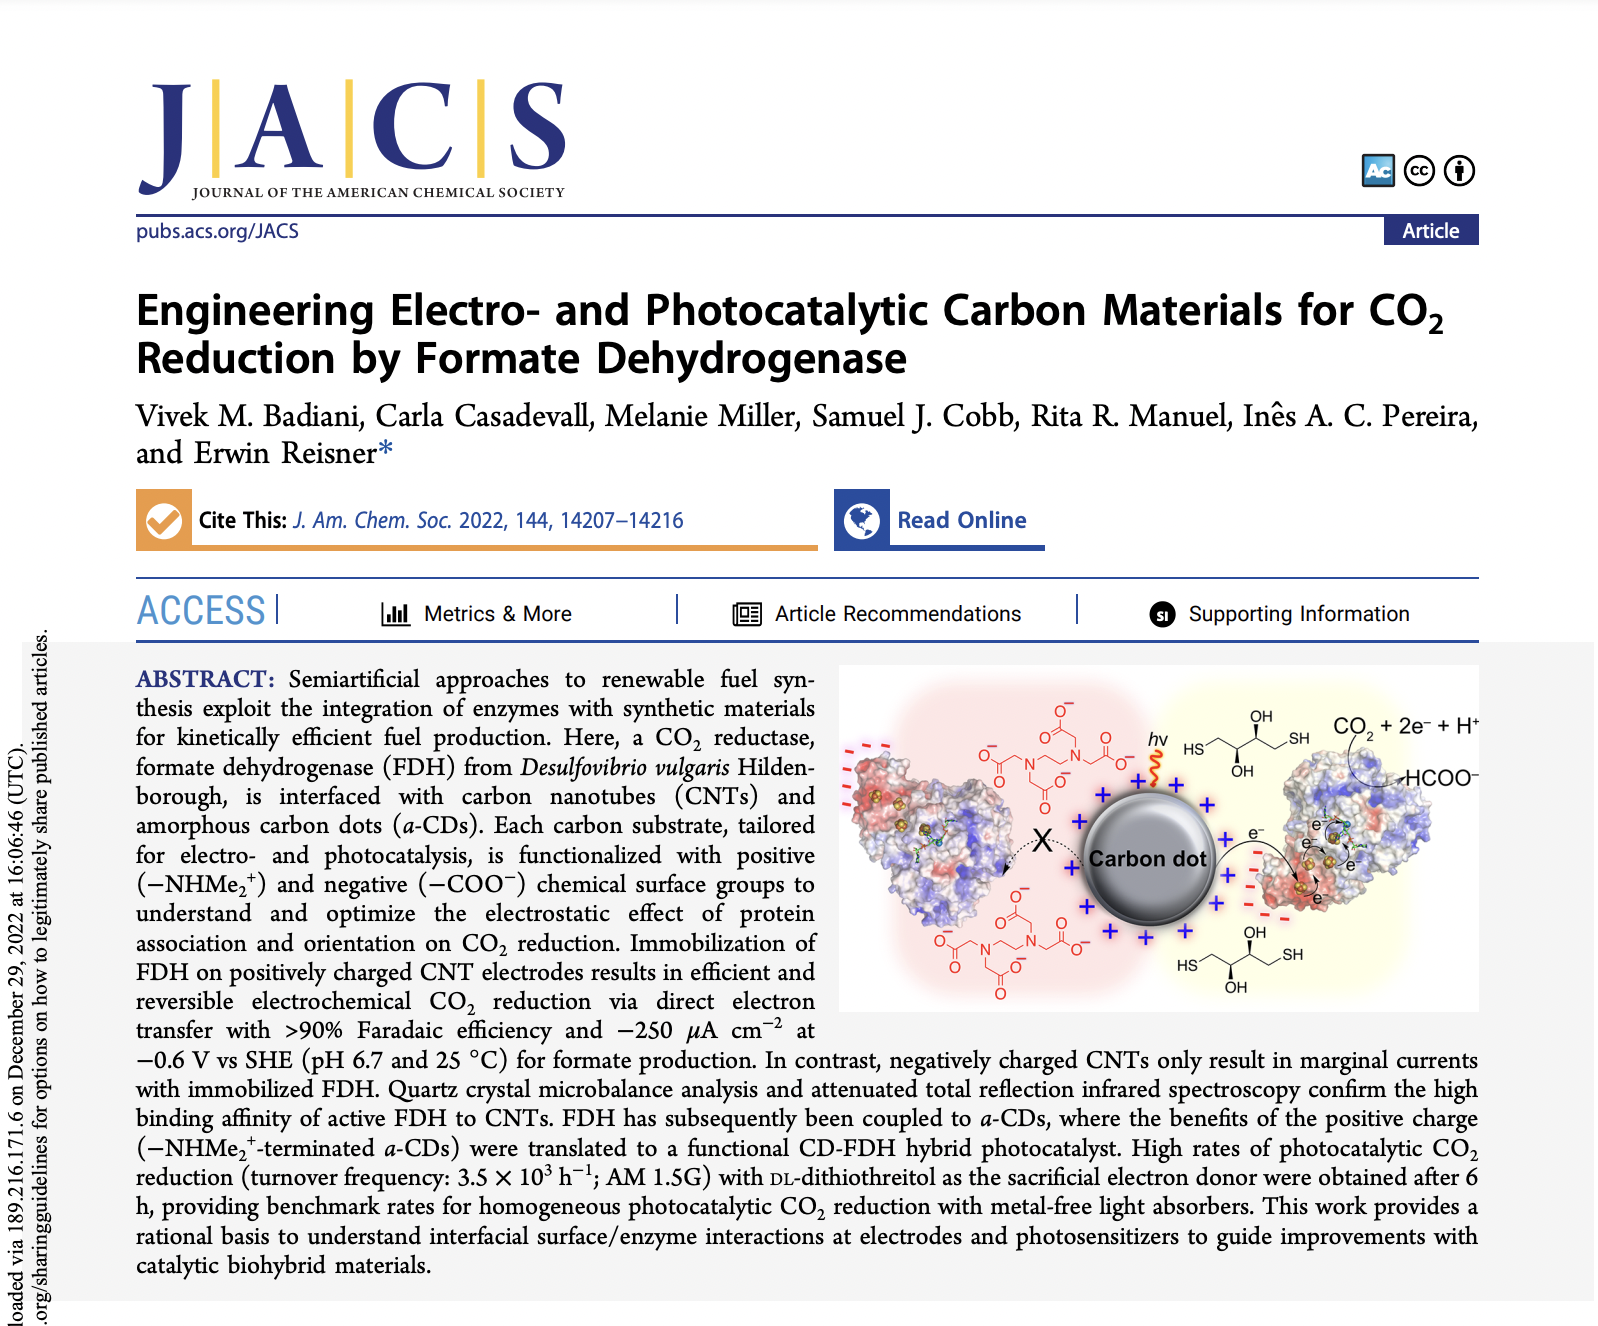 J|A|C|S
JOURNAL OF THE AMERICAN CHEMICAL SOCIETY
Ac cc
pubs.acs.org/JACS
Article
Engineering Electro- and Photocatalytic Carbon Materials for CO₂
Reduction by Formate Dehydrogenase
Vivek M. Badiani, Carla Casadevall, Melanie Miller, Samuel J. Cobb, Rita R. Manuel, Inês A. C. Pereira,
and Erwin Reisner*
Cite This: J. Am. Chem. Soc. 2022, 144, 14207–14216
Read Online
ACCESS
Metrics & More
Article Recommendations
SI Supporting Information
ABSTRACT: Semiartificial approaches to renewable fuel syn-
thesis exploit the integration of enzymes with synthetic materials
for kinetically efficient fuel production. Here, a CO₂ reductase,
formate dehydrogenase (FDH) from Desulfovibrio vulgaris Hilden-
borough, is interfaced with carbon nanotubes (CNTs) and
amorphous carbon dots (a-CDs). Each carbon substrate, tailored
for electro- and photocatalysis, is functionalized with positive
(−NHMe₂⁺) and negative (−COO⁻) chemical surface groups to
understand and optimize the electrostatic effect of protein
association and orientation on CO₂ reduction. Immobilization of
FDH on positively charged CNT electrodes results in efficient and
reversible electrochemical CO₂ reduction via direct electron
transfer with >90% Faradaic efficiency and −250 μA cm⁻² at
−0.6 V vs SHE (pH 6.7 and 25 °C) for formate production. In contrast, negatively charged CNTs only result in marginal currents
with immobilized FDH. Quartz crystal microbalance analysis and attenuated total reflection infrared spectroscopy confirm the high
binding affinity of active FDH to CNTs. FDH has subsequently been coupled to a-CDs, where the benefits of the positive charge
(−NHMe₂⁺-terminated a-CDs) were translated to a functional CD-FDH hybrid photocatalyst. High rates of photocatalytic CO₂
reduction (turnover frequency: 3.5 × 10³ h⁻¹; AM 1.5G) with DL-dithiothreitol as the sacrificial electron donor were obtained after 6
h, providing benchmark rates for homogeneous photocatalytic CO₂ reduction with metal-free light absorbers. This work provides a
rational basis to understand interfacial surface/enzyme interactions at electrodes and photosensitizers to guide improvements with
catalytic biohybrid materials.
O⁻
O
O⁻
O
N
N
O
O⁻
O⁻
O
hν
OH
HS
SH
OH
CO₂ + 2e⁻ + H⁺
HCOO⁻
X
Carbon dot
e⁻
e⁻
e⁻
e⁻
e⁻
O⁻
O
O⁻
O
N
N
O
O⁻
O⁻
O
OH
HS
SH
OH
loaded via 189.216.171.6 on December 29, 2022 at 16:06:46 (UTC).
.org/sharingguidelines for options on how to legitimately share published articles.